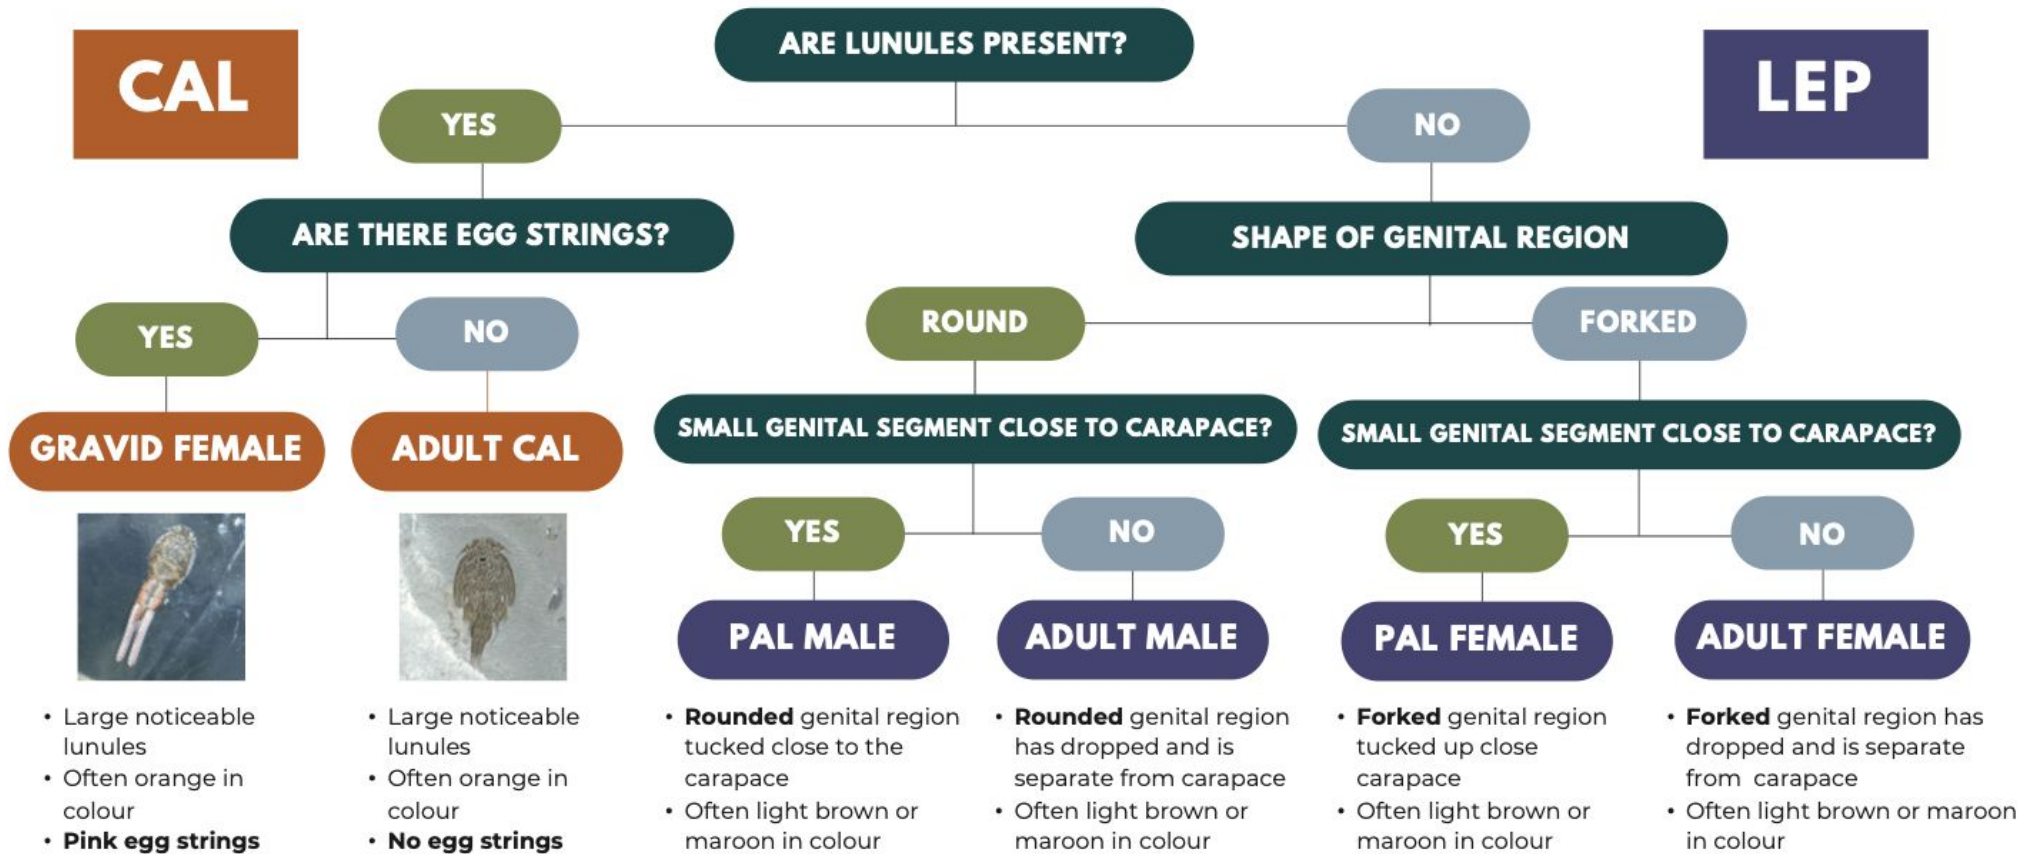 CAL
ARE LUNULES PRESENT?
LEP
YES
NO
ARE THERE EGG STRINGS?
SHAPE OF GENITAL REGION
YES
NO
ROUND
FORKED
GRAVID FEMALE
ADULT CAL
SMALL GENITAL SEGMENT CLOSE TO CARAPACE?
SMALL GENITAL SEGMENT CLOSE TO CARAPACE?
YES
NO
YES
NO
PAL MALE
ADULT MALE
PAL FEMALE
ADULT FEMALE
• Large noticeable
lunules
• Often orange in
colour
• Pink egg strings
• Large noticeable
lunules
• Often orange in
colour
• No egg strings
• Rounded genital region
tucked close to the
carapace
• Often light brown or
maroon in colour
• Rounded genital region
has dropped and is
separate from carapace
• Often light brown or
maroon in colour
• Forked genital region
tucked up close
carapace
• Often light brown or
maroon in colour
• Forked genital region has
dropped and is separate
from carapace
• Often light brown or maroon
in colour